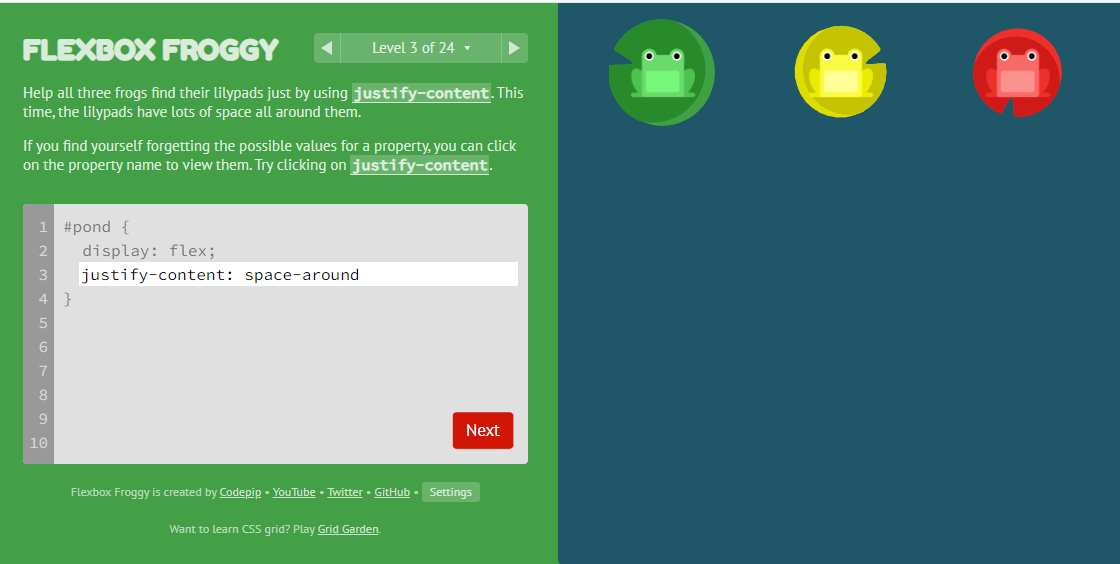 FLEXBOX FROGGY
Level 3 of 24
Help all three frogs find their lilypads just by using justify-content. This
time, the lilypads have lots of space all around them.
If you find yourself forgetting the possible values for a property, you can click
on the property name to view them. Try clicking on justify-content.
1 #pond {
2 display: flex;
3 justify-content: space-around
4 }
5
6
7
8
9
10
Next
Flexbox Froggy is created by Codepip • YouTube • Twitter • GitHub • Settings
Want to learn CSS grid? Play Grid Garden.